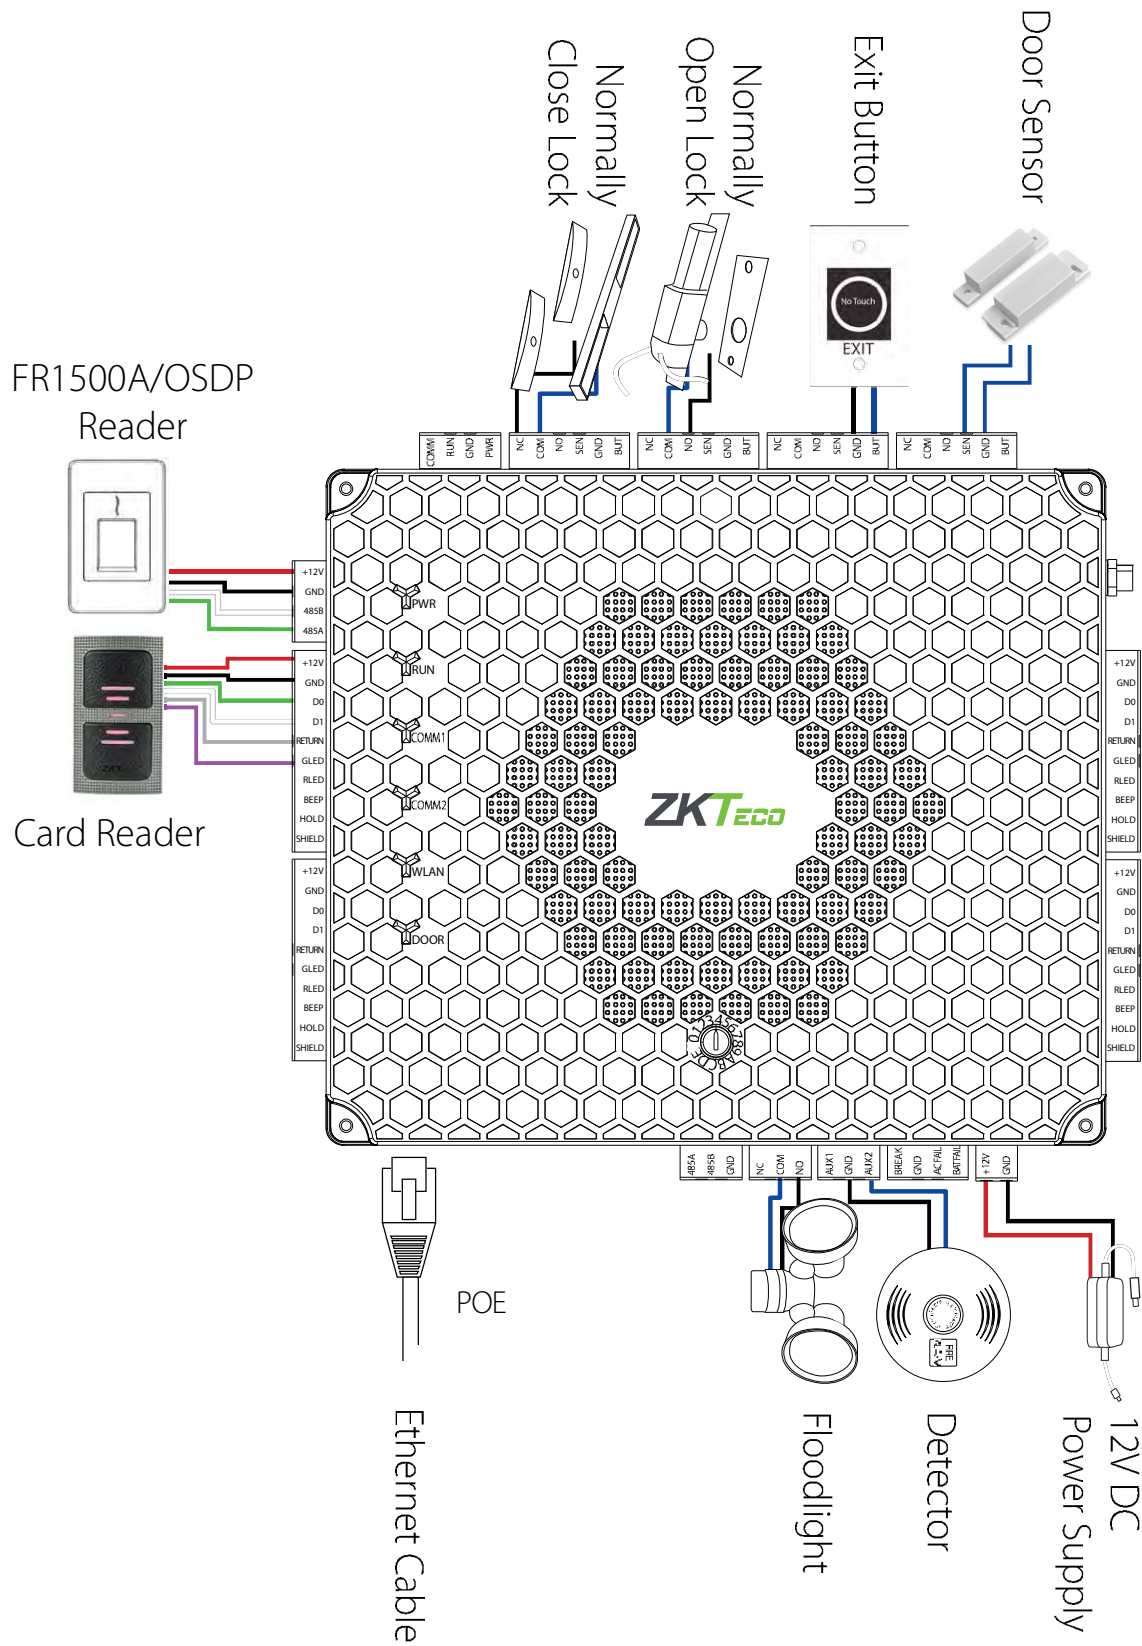 Normally
Close Lock
Normally
Open Lock
Exit Button
Door Sensor
No Touch
EXIT
FR1500A/OSDP
Reader
COMM
RUN
GND
PWR
NC
COM
NO
SEN
GND
BUT
NC
COM
NO
SEN
GND
BUT
NC
COM
NO
SEN
GND
BUT
NC
COM
NO
SEN
GND
BUT
+12V
GND
485B
485A
+12V
GND
D0
D1
RETURN
GLED
RLED
BEEP
HOLD
SHIELD
Card Reader
+12V
GND
D0
D1
RETURN
GLED
RLED
BEEP
HOLD
SHIELD
PWR
RUN
COMM1
COMM2
WLAN
DOOR
ZKTECO
0123456789ABCDEF
+12V
GND
D0
D1
RETURN
GLED
RLED
BEEP
HOLD
SHIELD
+12V
GND
D0
D1
RETURN
GLED
RLED
BEEP
HOLD
SHIELD
485A
485B
GND
NC
COM
NO
AUX1
GND
AUX2
BREAK
GND
ACFAIL
BATFAIL
+12V
GND
POE
FIRE
Ethernet Cable
Floodlight
Detector
12V DC
Power Supply